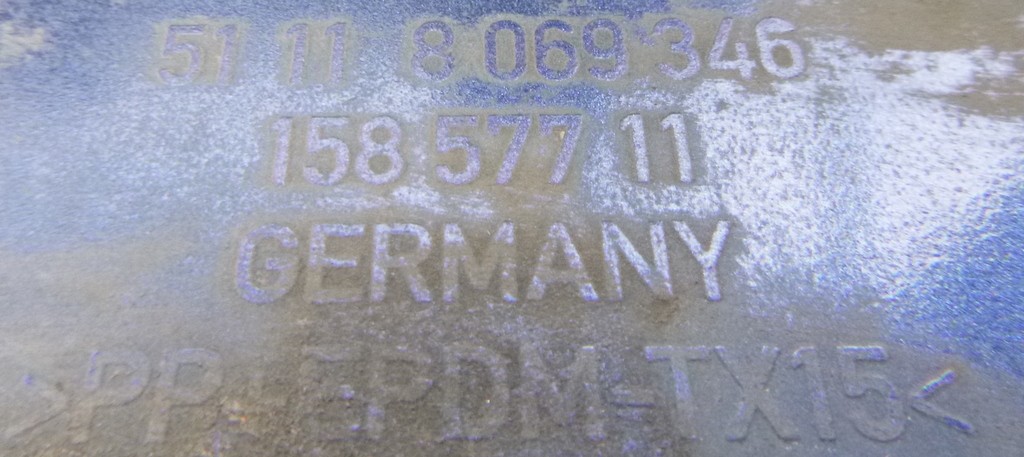 51 11 8 069 346
158 577 11
GERMANY
>PP+EPDM-TX15<